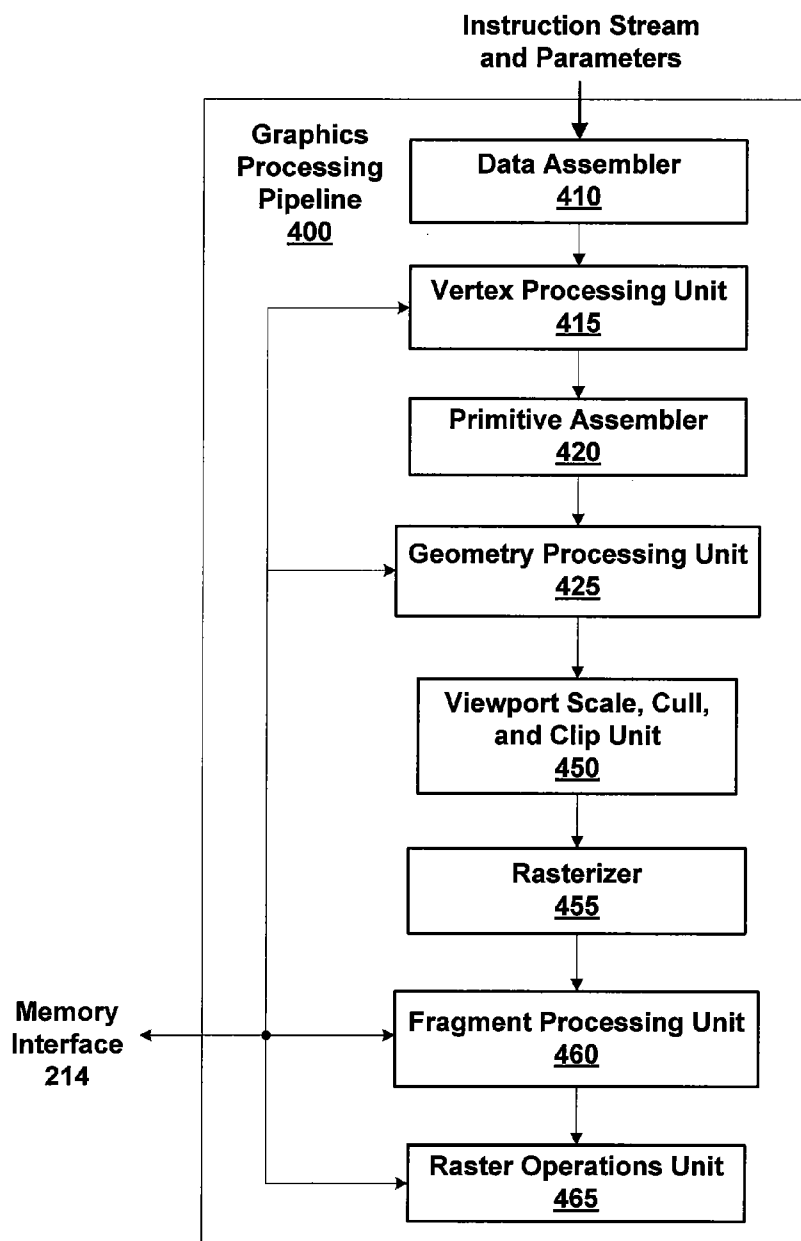 Instruction Stream
and Parameters
Graphics
Processing
Pipeline
400
Data Assembler
410
Vertex Processing Unit
415
Primitive Assembler
420
Geometry Processing Unit
425
Viewport Scale, Cull,
and Clip Unit
450
Rasterizer
455
Memory
Interface
214
Fragment Processing Unit
460
Raster Operations Unit
465